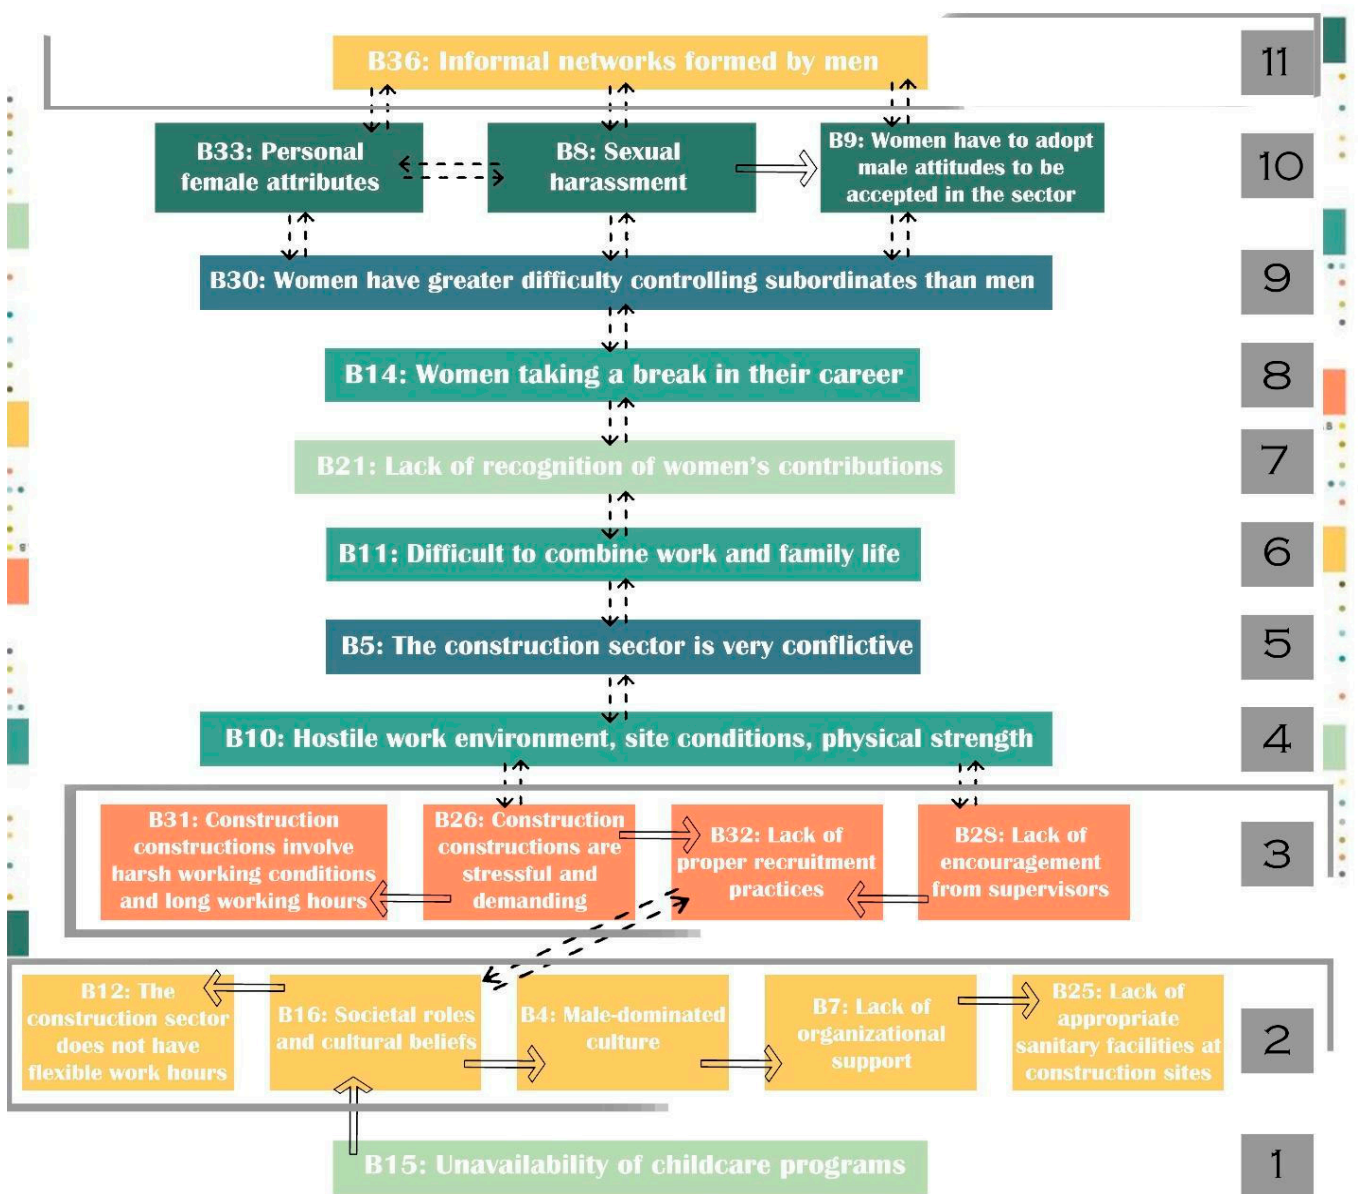 B36: Informal networks formed by men
11
B33: Personal
female attributes
B8: Sexual
harassment
B9: Women have to adopt
male attitudes to be
accepted in the sector
10
B30: Women have greater difficulty controlling subordinates than men
9
B14: Women taking a break in their career
8
B21: Lack of recognition of women's contributions
7
B11: Difficult to combine work and family life
6
B5: The construction sector is very conflictive
5
B10: Hostile work environment, site conditions, physical strength
4
B31: Construction
constructions involve
harsh working conditions
and long working hours
B26: Construction
constructions are
stressful and
demanding
B32: Lack of
proper recruitment
practices
B28: Lack of
encouragement
from supervisors
3
B12: The
construction sector
does not have
flexible work hours
B16: Societal roles
and cultural beliefs
B4: Male-dominated
culture
B7: Lack of
organizational
support
B25: Lack of
appropriate
sanitary facilities at
construction sites
2
B15: Unavailability of childcare programs
1